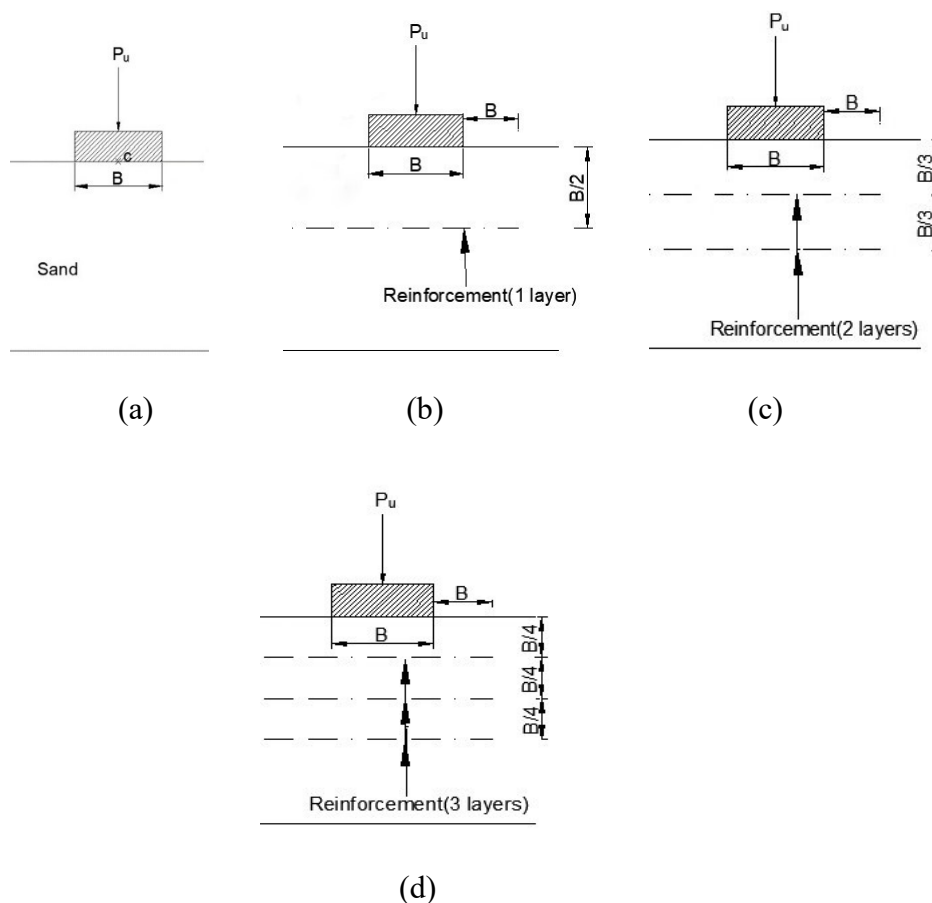 Pu
c
B
Sand
(a)
Pu
B
B
B/2
Reinforcement(1 layer)
(b)
Pu
B
B
B/3
B/3
Reinforcement(2 layers)
(c)
Pu
B
B
B/4
B/4
B/4
Reinforcement(3 layers)
(d)